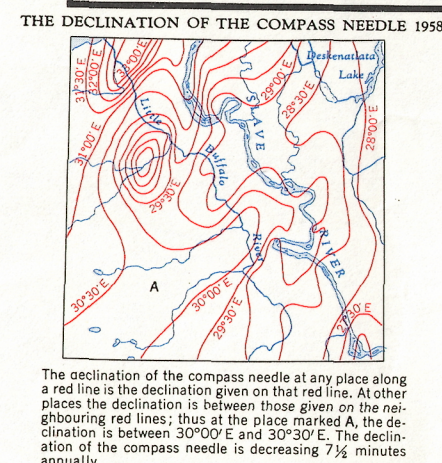 THE DECLINATION OF THE COMPASS NEEDLE 1958
31°30'E
32°00'E
32°00'E
Deskenatlata
Lake
29°00'E
28°30'E
28°00'E
Little
SLAVE
31°00'E
Buffalo
29°30'E
River
RIVER
A
30°30'E
30°00'E
29°30'E
27°30'E
The declination of the compass needle at any place along
a red line is the declination given on that red line. At other
places the declination is between those given on the nei-
ghbouring red lines; thus at the place marked A, the de-
clination is between 30°00'E and 30°30'E. The declin-
ation of the compass needle is decreasing 7½ minutes
annually.